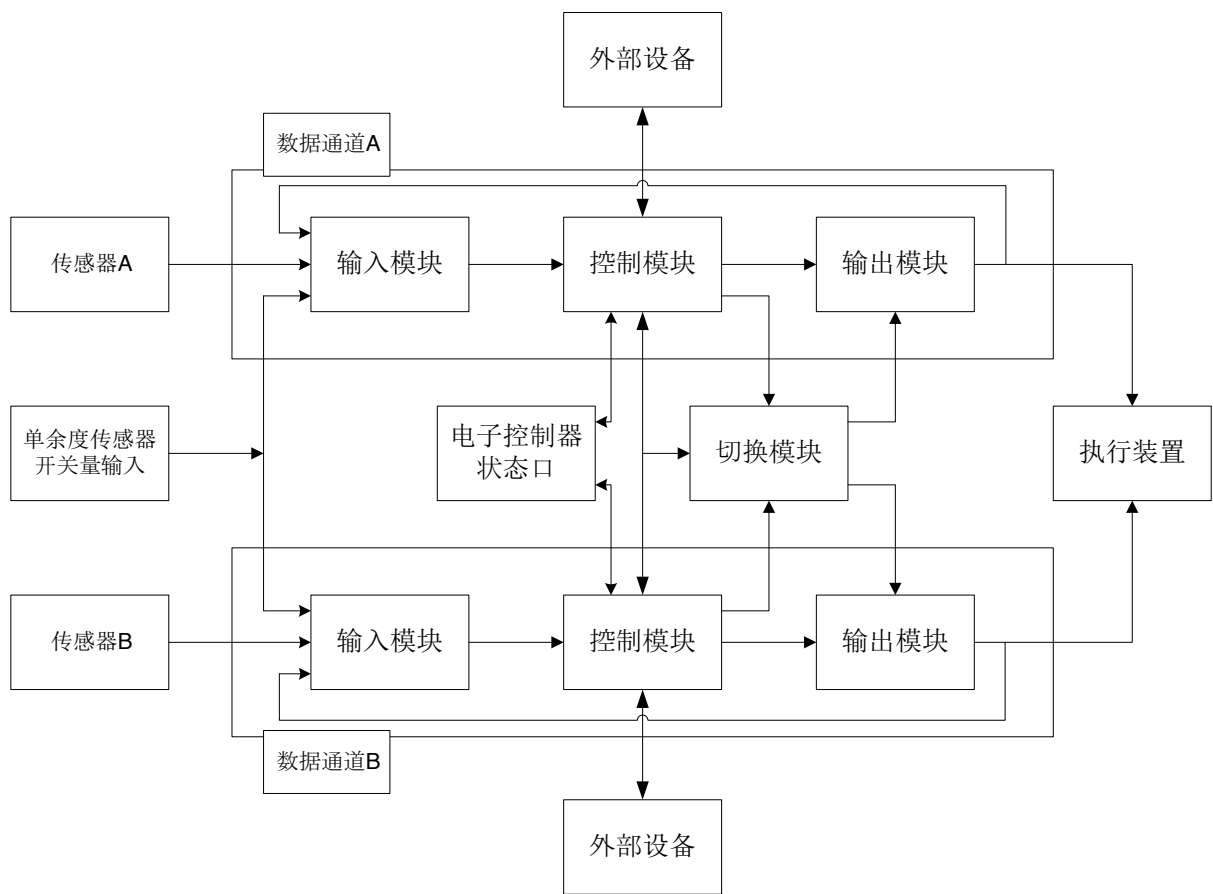 外部设备
数据通道A
传感器A
输入模块
控制模块
输出模块
单余度传感器
开关量输入
电子控制器
状态口
切换模块
执行装置
传感器B
输入模块
控制模块
输出模块
数据通道B
外部设备